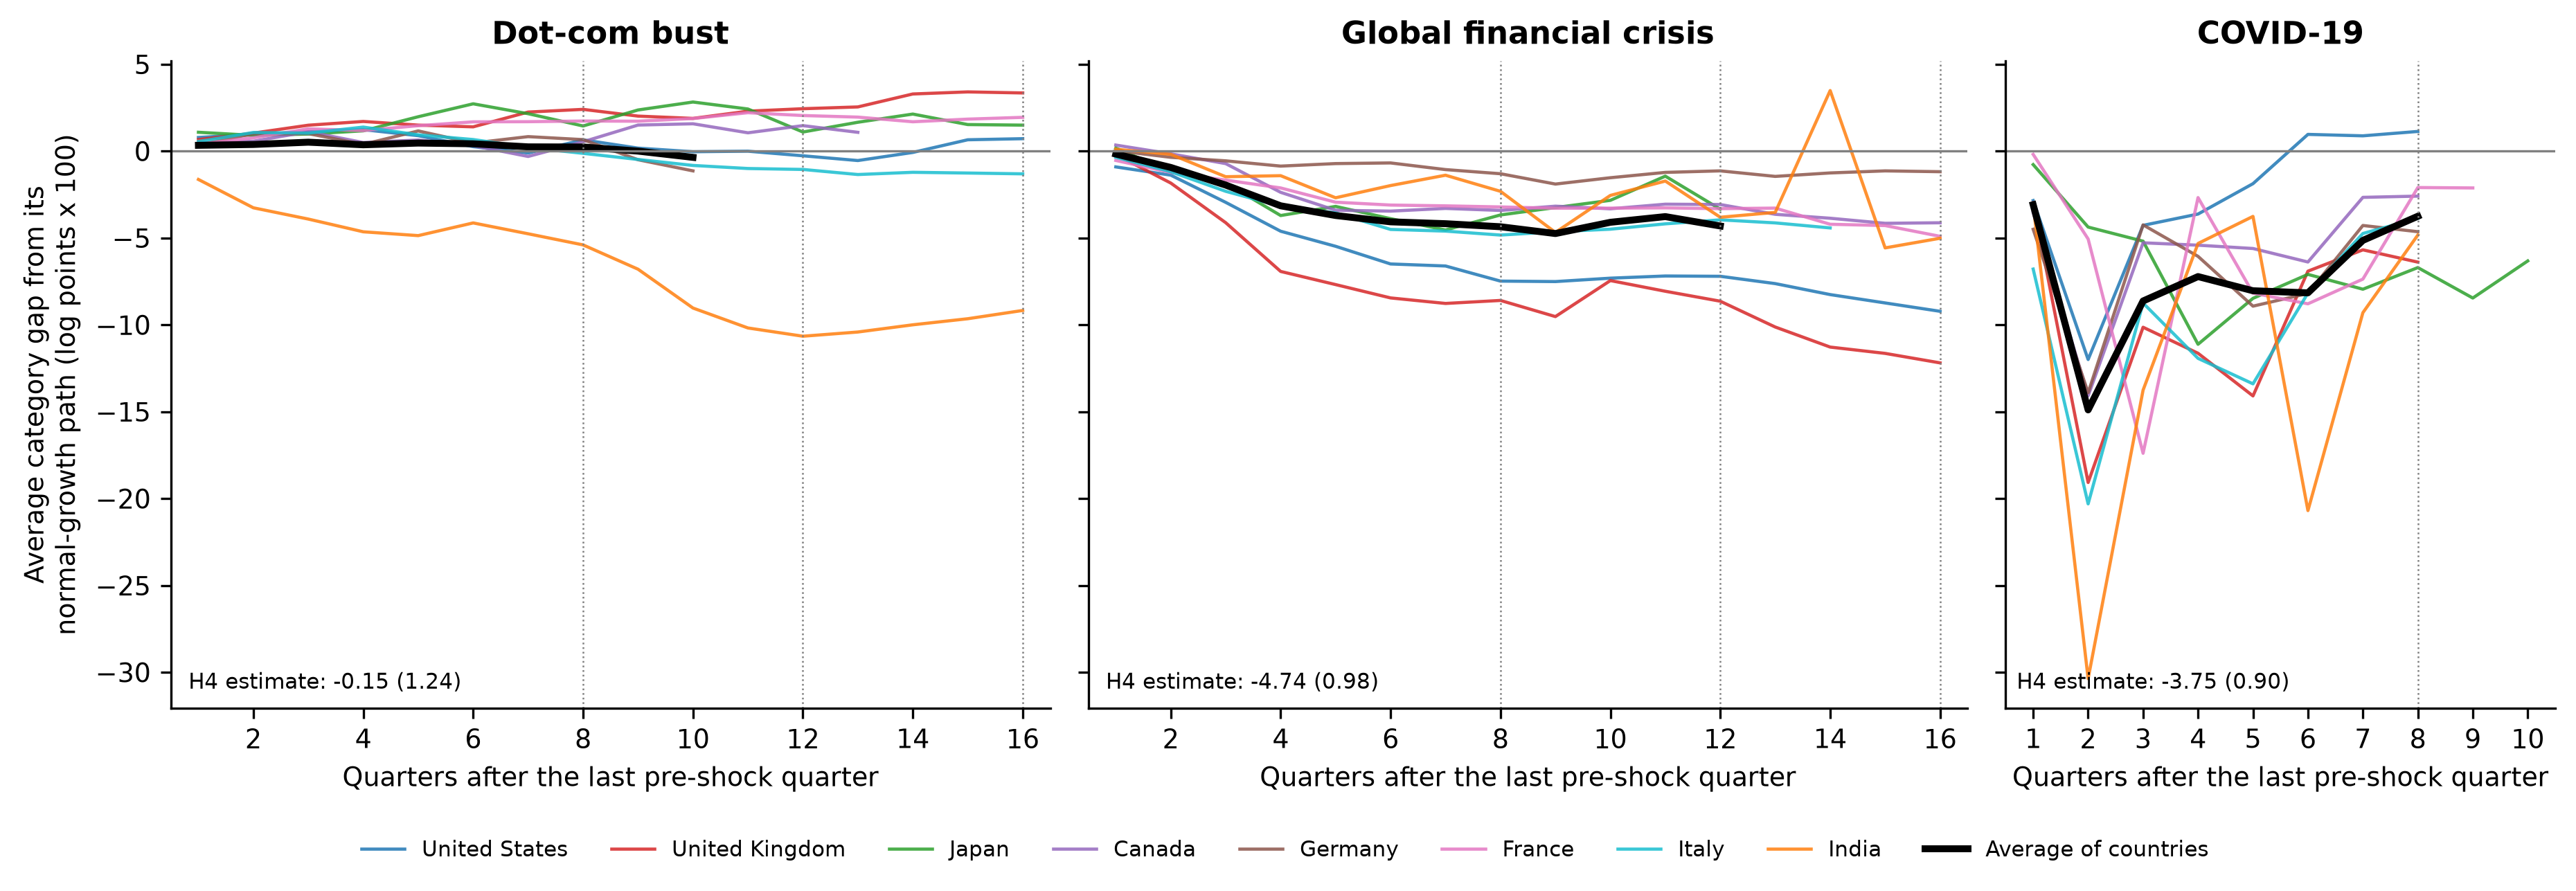 Dot-com bust
Global financial crisis
COVID-19
Average category gap from its
normal-growth path (log points x 100)
5
0
−5
−10
−15
−20
−25
−30
H4 estimate: -0.15 (1.24)
H4 estimate: -4.74 (0.98)
H4 estimate: -3.75 (0.90)
2 4 6 8 10 12 14 16
2 4 6 8 10 12 14 16
1 2 3 4 5 6 7 8 9 10
Quarters after the last pre-shock quarter
Quarters after the last pre-shock quarter
Quarters after the last pre-shock quarter
United States United Kingdom Japan Canada Germany France Italy India Average of countries